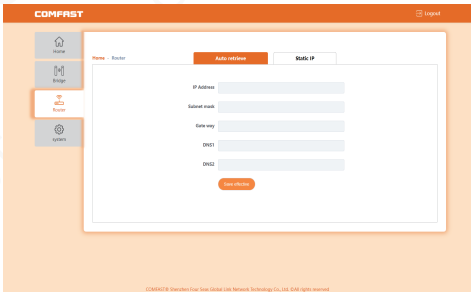 COMFAST
Logout
Home
Bridge
Router
system
Home - Router
Auto retrieve
Static IP
IP Address
Subnet mask
Gate way
DNS1
DNS2
Save effective
COMFAST® Shenzhen Four Seas Global Link Network Technology Co., Ltd. ©All rights reserved